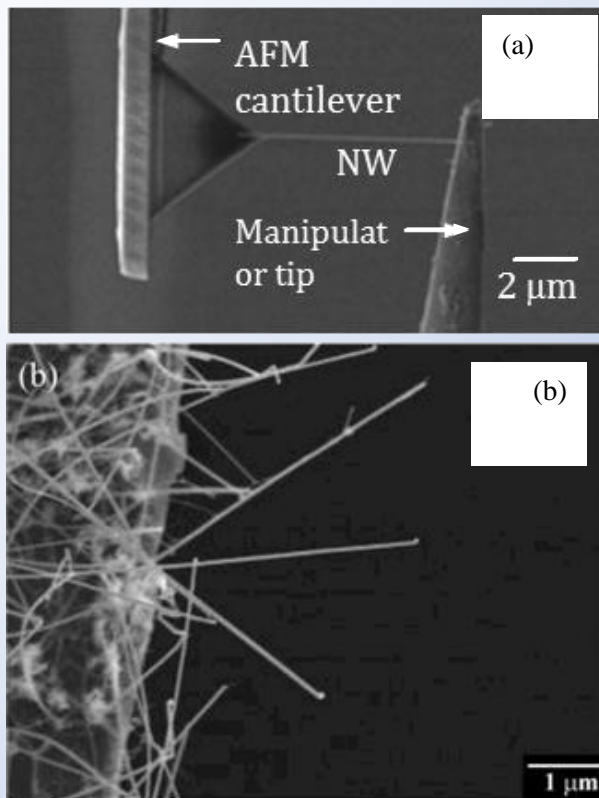 (a)
AFM
cantilever
NW
Manipulat
or tip
2 μm
(b)
(b)
1 μm